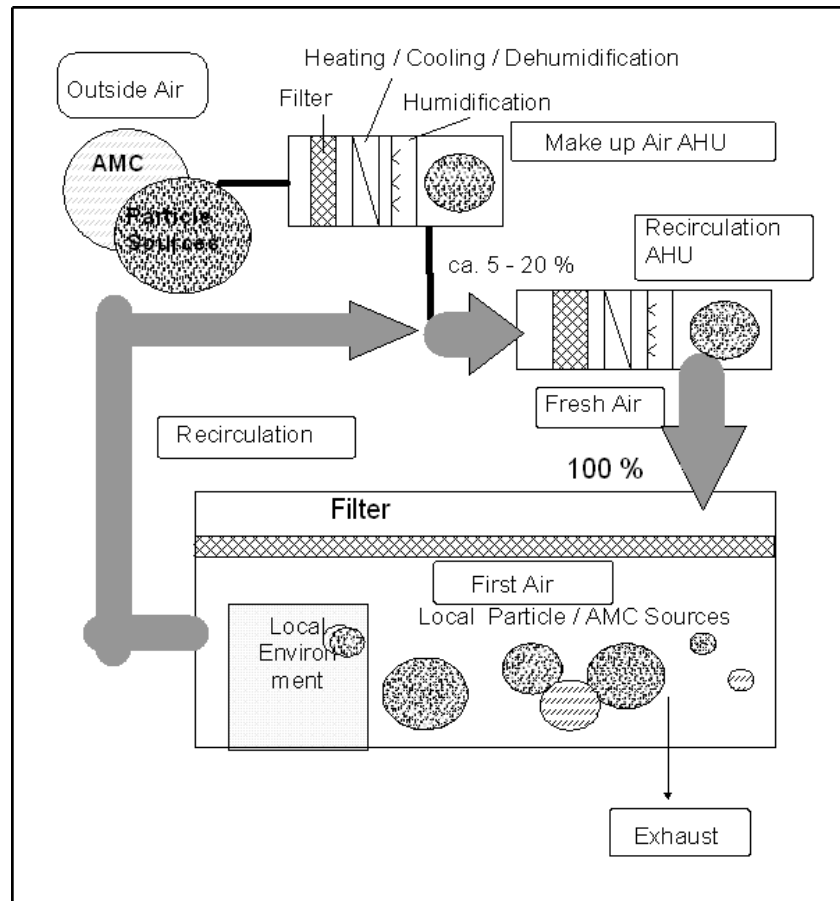 Heating / Cooling / Dehumidification
Outside Air
Filter
Humidification
Make up Air AHU
AMC
Particle
Sources
Recirculation
AHU
ca. 5 - 20 %
Fresh Air
Recirculation
100 %
Filter
First Air
Local Particle / AMC Sources
Local
Environ
ment
Exhaust